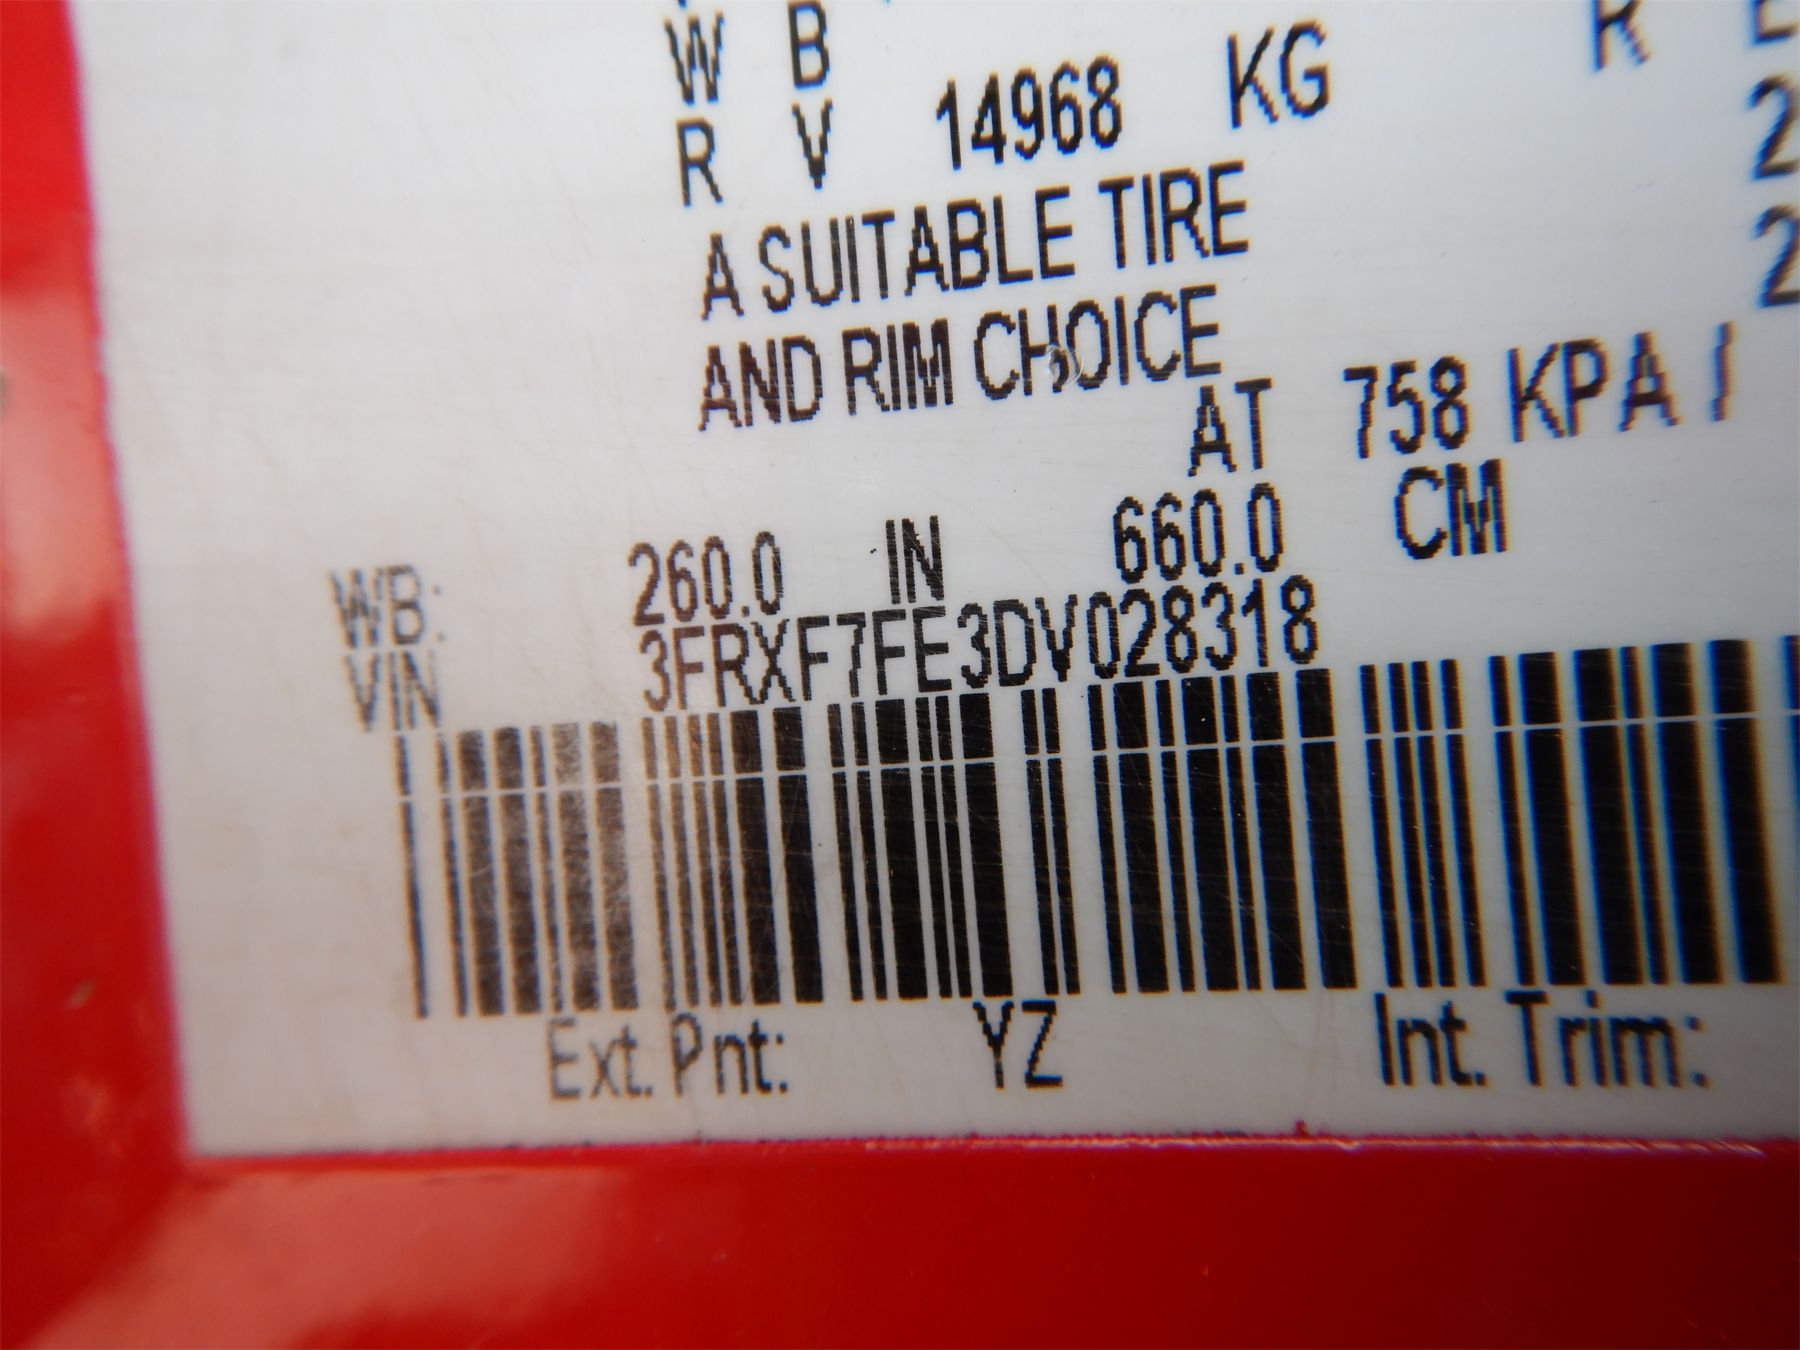 W B
R V 14968 KG R
A SUITABLE TIRE
AND RIM CHOICE
AT 758 KPA /
WB: 260.0 IN 660.0 CM
VIN 3FRXF7FE3DV028318
Ext. Pnt: YZ Int. Trim: